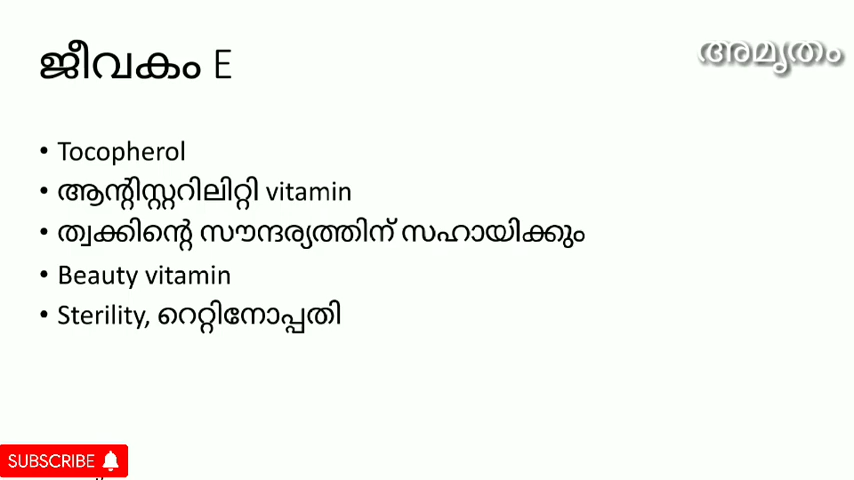 ജീവകം E
അമൃതം
• Tocopherol
• ആന്റിസ്റ്ററിലിറ്റി vitamin
• ത്വക്കിന്റെ സൗന്ദര്യത്തിന് സഹായിക്കും
• Beauty vitamin
• Sterility, റെറ്റിനോപ്പതി
SUBSCRIBE